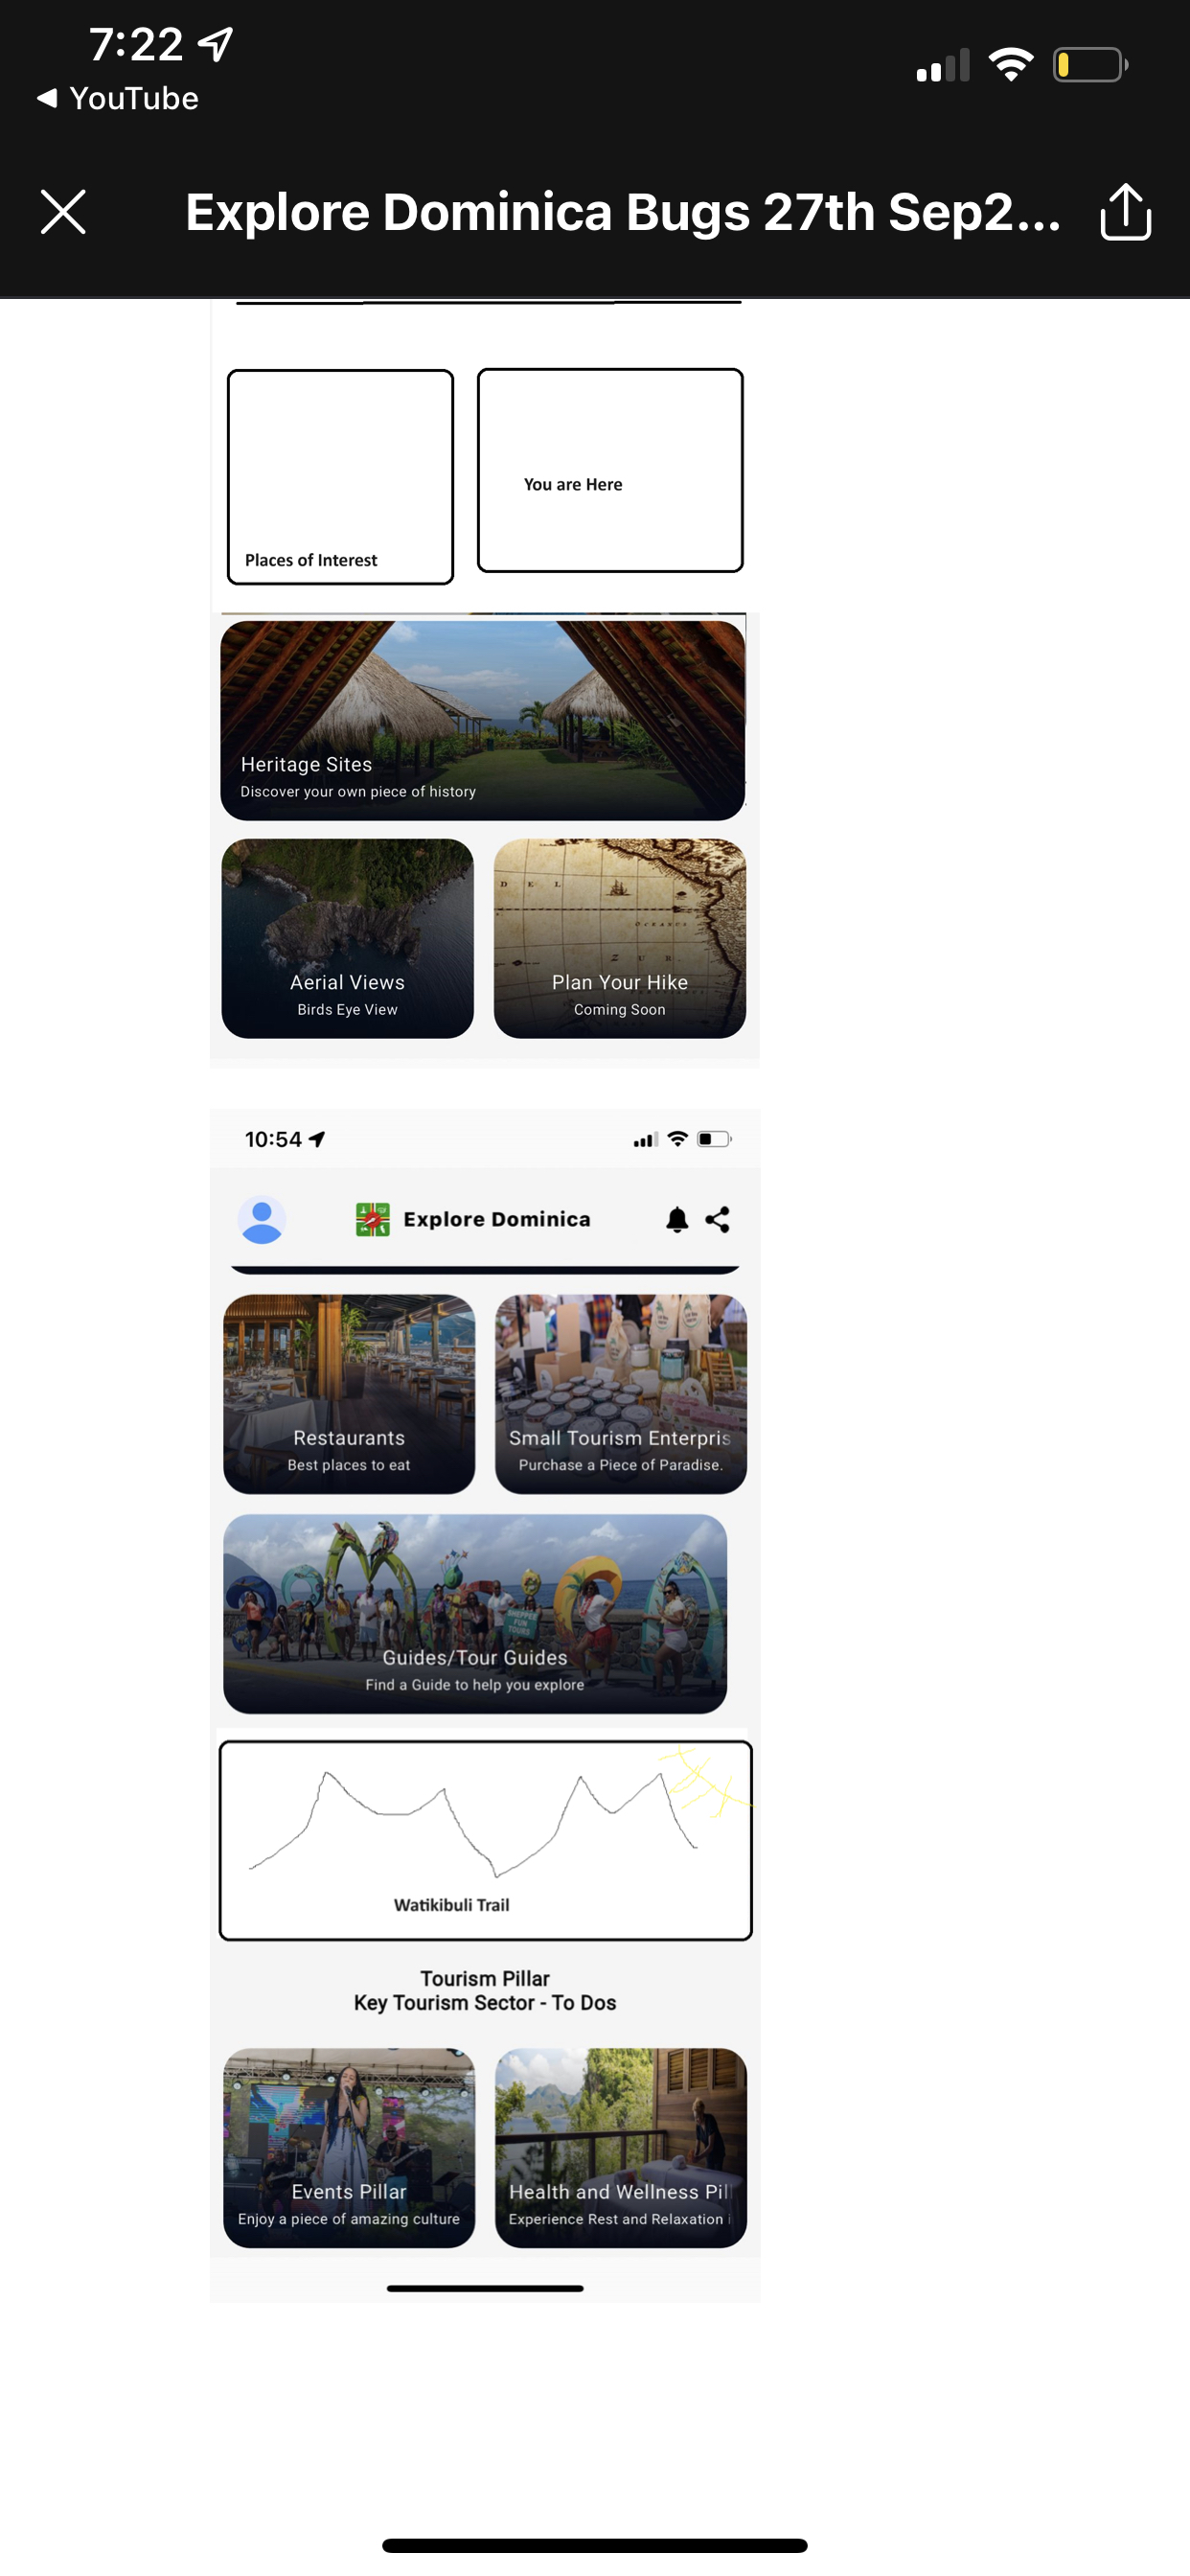 7:22
YouTube
Explore Dominica Bugs 27th Sep2...
You are Here
Places of Interest
Heritage Sites
Discover your own piece of history
D E L
OCEANUS
Z U R.
Aerial Views
Birds Eye View
Plan Your Hike
Coming Soon
10:54
Explore Dominica
Restaurants
Best places to eat
Small Tourism Enterpris
Purchase a Piece of Paradise.
SHEPPEE
FUN
TOURS
Guides/Tour Guides
Find a Guide to help you explore
Watikibuli Trail
Tourism Pillar
Key Tourism Sector - To Dos
Events Pillar
Enjoy a piece of amazing culture
Health and Wellness Pil
Experience Rest and Relaxation i